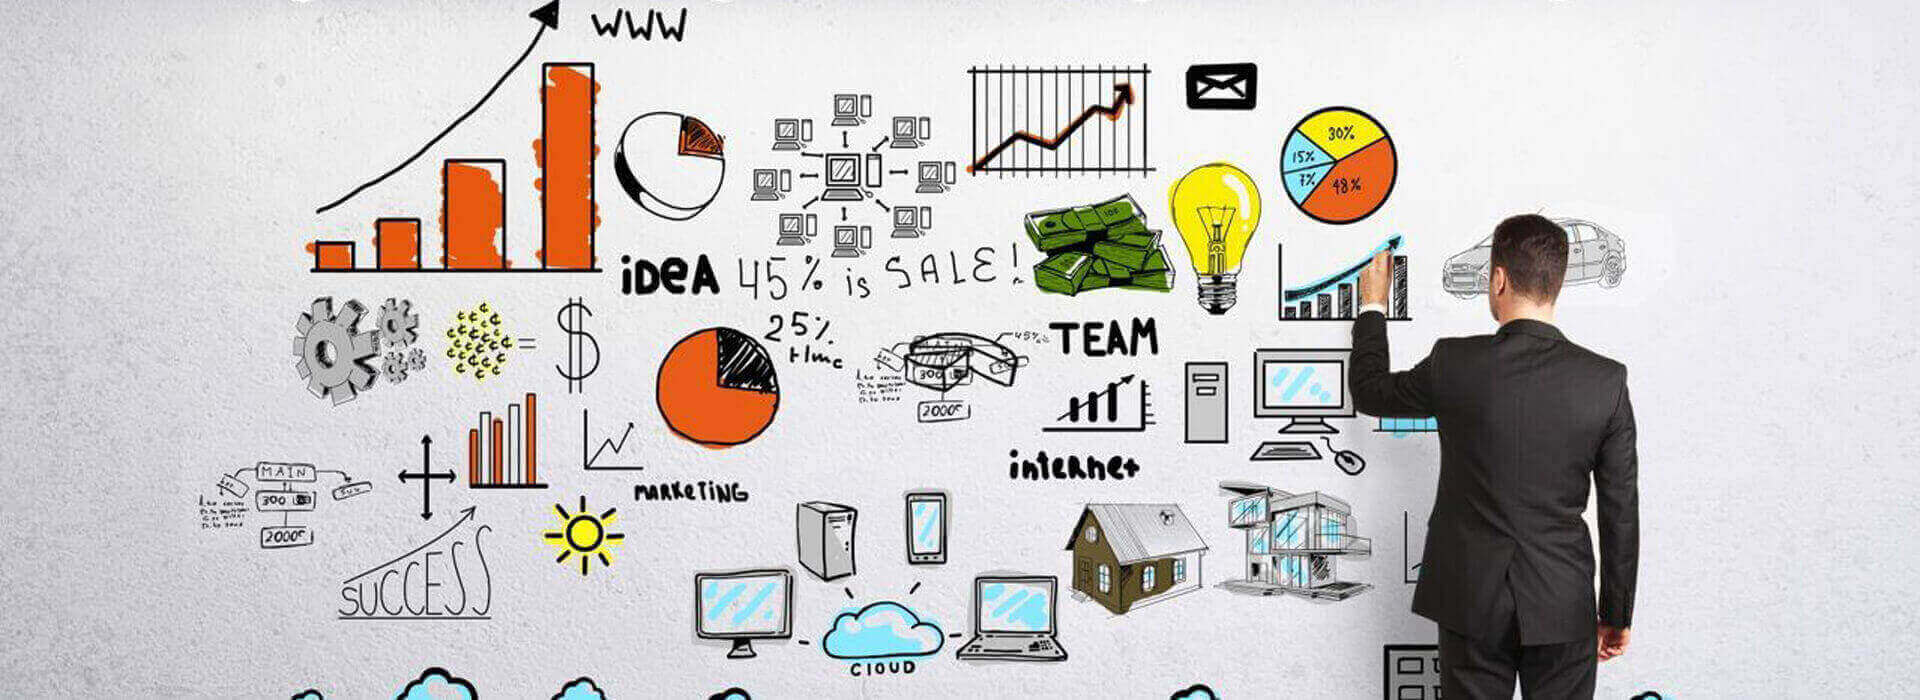 WWW
30%
15%
7%
48%
iDeA
45% is SALE!
25%
TEAM
300
2000
internet
MARKETING
MAIN
300
2000
SUCCESS
CLOUD